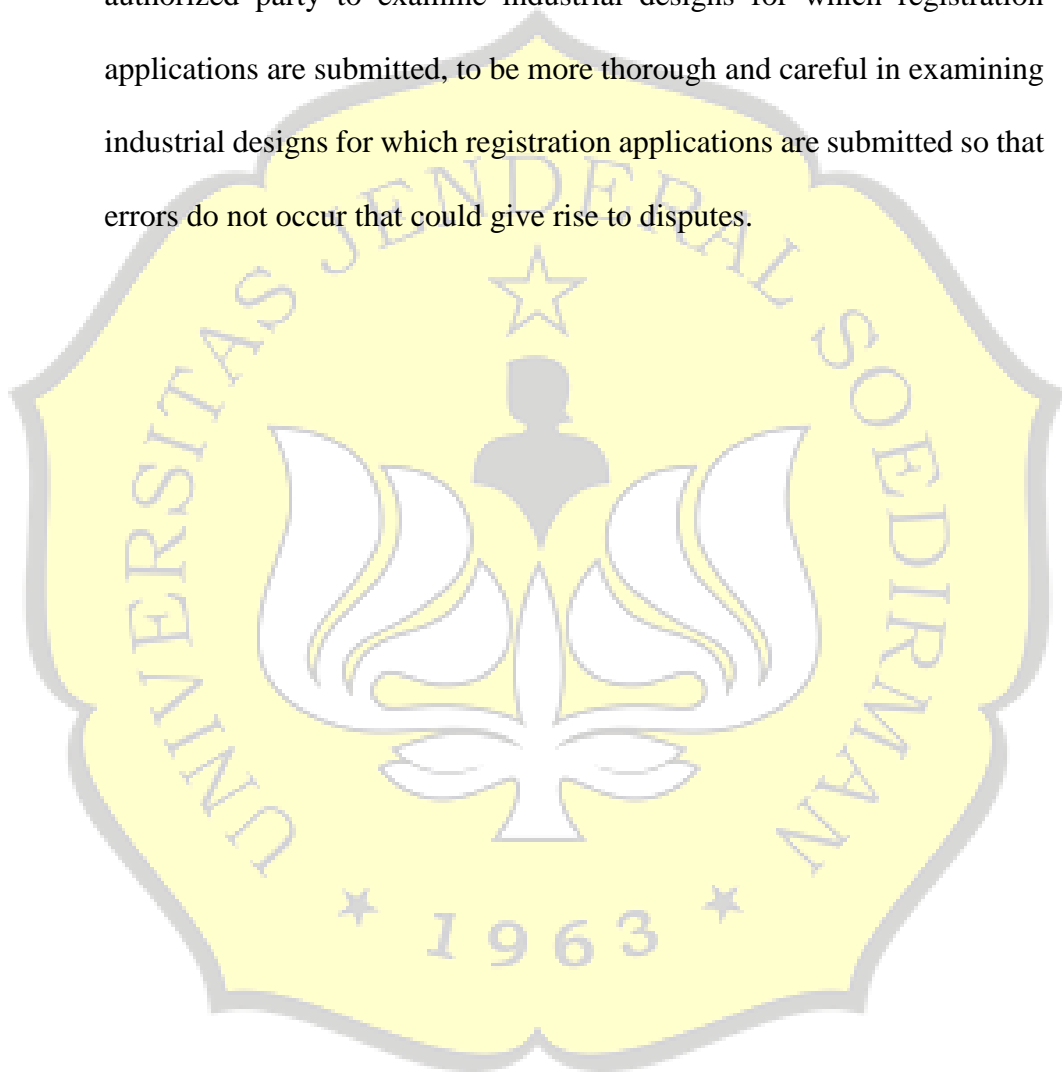 authorized party to examine industrial designs for which registration
applications are submitted, to be more thorough and careful in examining
industrial designs for which registration applications are submitted so that
errors do not occur that could give rise to disputes.
UNIVERSITAS JENDERAL SOEDIRMAN
1963